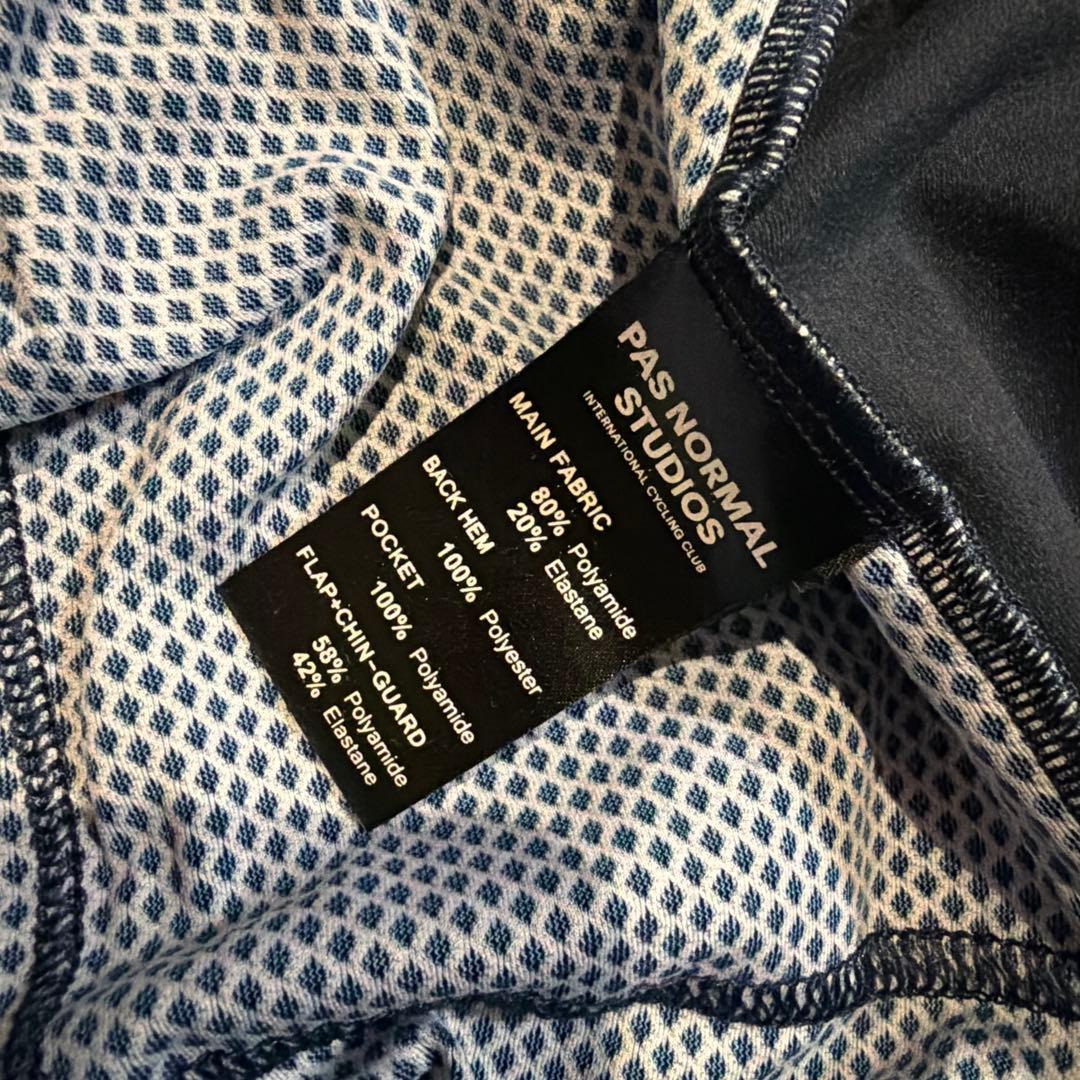 PAS NORMAL
STUDIOS
INTERNATIONAL CYCLING CLUB
MAIN FABRIC
80% Polyamide
20% Elastane
BACK HEM
100% Polyester
POCKET
100% Polyamide
FLAP+CHIN-GUARD
58% Polyamide
42% Elastane